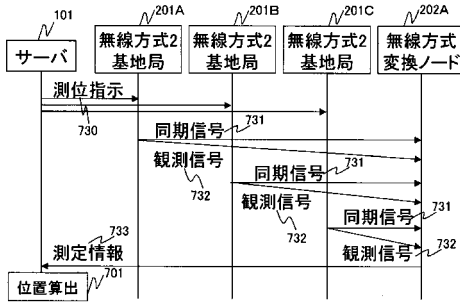 101
201A
201B
201C
202A
サーバ
無線方式2
基地局
無線方式2
基地局
無線方式2
基地局
無線方式
変換ノード
測位指示
730
同期信号
731
観測信号
732
同期信号
731
観測信号
732
同期信号
731
観測信号
732
733
測定情報
位置算出
701